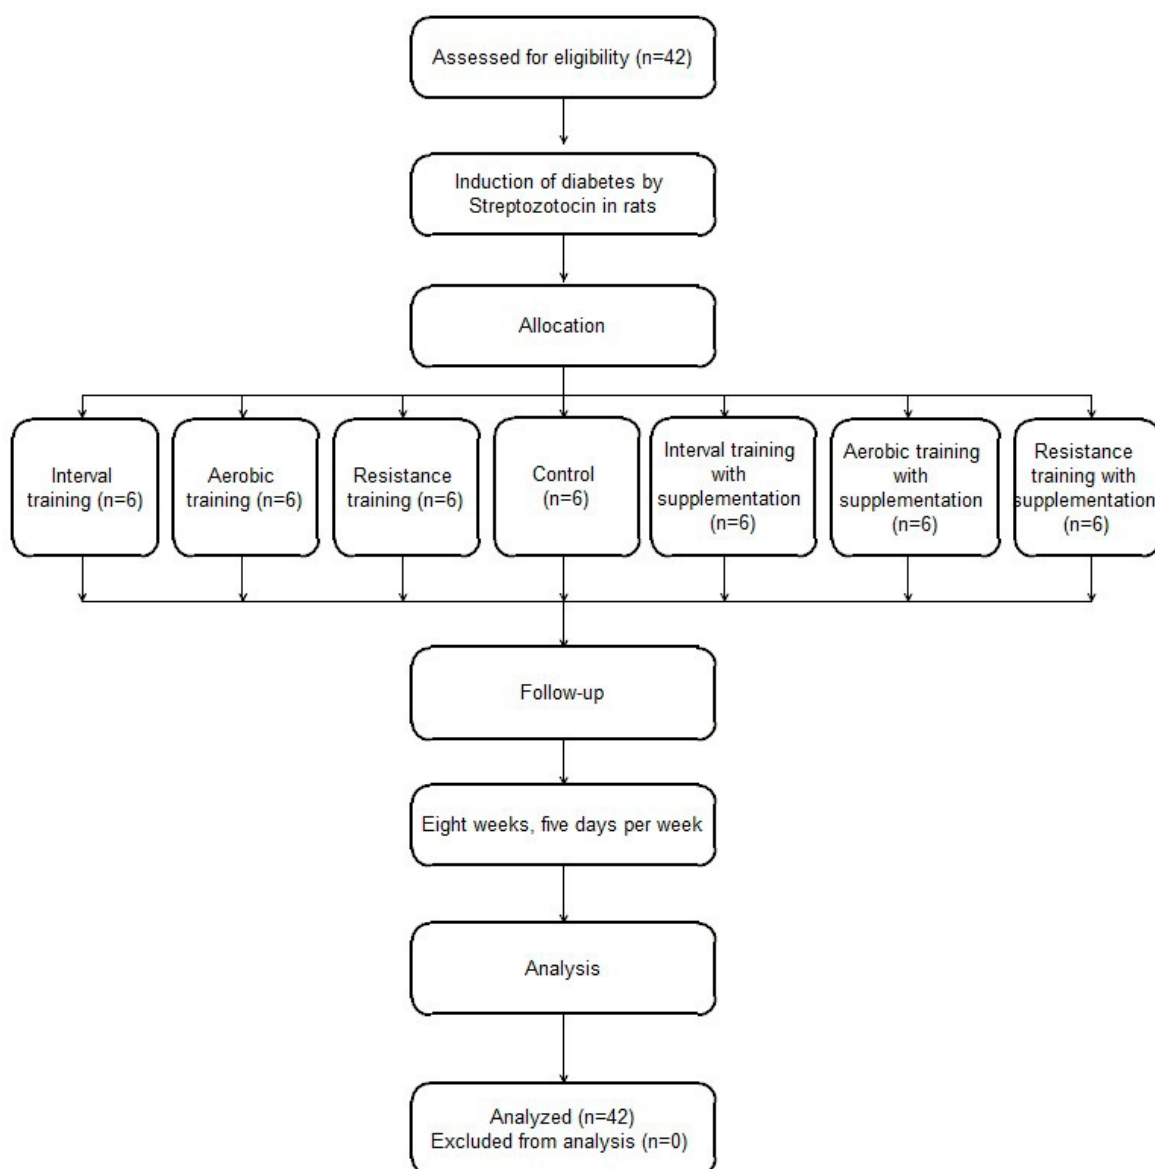 Assessed for eligibility (n=42)
Induction of diabetes by
Streptozotocin in rats
Allocation
Interval
training (n=6)
Aerobic
training (n=6)
Resistance
training (n=6)
Control
(n=6)
Interval training
with
supplementation
(n=6)
Aerobic training
with
supplementation
(n=6)
Resistance
training with
supplementation
(n=6)
Follow-up
Eight weeks, five days per week
Analysis
Analyzed (n=42)
Excluded from analysis (n=0)